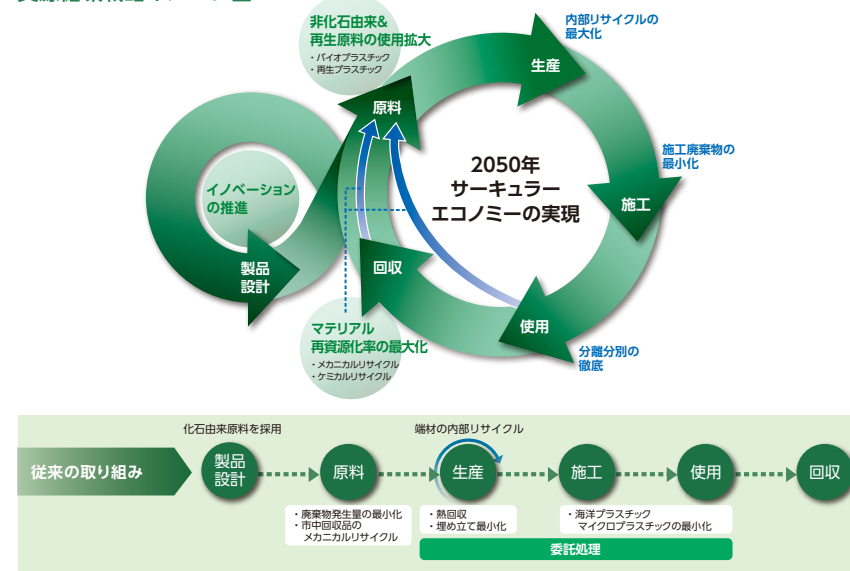 非化石由来&
再生原料の使用拡大
・バイオプラスチック
・再生プラスチック
内部リサイクルの
最大化
生産
原料
施工廃棄物の
最小化
2050年
サーキュラー
エコノミーの実現
イノベーション
の推進
施工
製品
設計
回収
使用
マテリアル
再資源化率の最大化
・メカニカルリサイクル
・ケミカルリサイクル
分離分別の
徹底
化石由来原料を採用
端材の内部リサイクル
従来の取り組み
製品
設計
原料
生産
施工
使用
回収
・廃棄物発生量の最小化
・市中回収品の
メカニカルリサイクル
・熱回収
・埋め立て最小化
・海洋プラスチック
マイクロプラスチックの最小化
委託処理